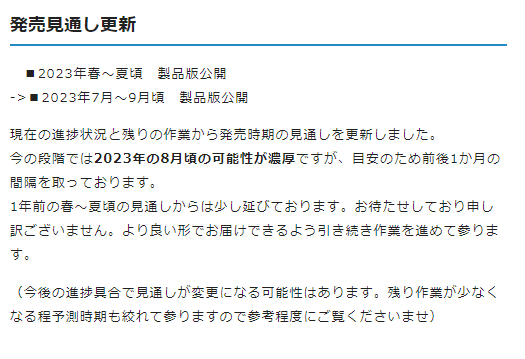 発売見通し更新
■2023年春～夏頃　製品版公開
->■2023年7月～9月頃　製品版公開
現在の進捗状況と残りの作業から発売時期の見通しを更新しました。
今の段階では2023年の8月頃の可能性が濃厚ですが、目安のため前後1か月の
間隔を取っております。
1年前の春～夏頃の見通しからは少し延びております。お待たせしており申し
訳ございません。より良い形でお届けできるよう引き続き作業を進めて参りま
す。
（今後の進捗具合で見通しが変更になる可能性はあります。残り作業が少なく
なる程予測時期も絞れて参りますので参考程度にご覧くださいませ）